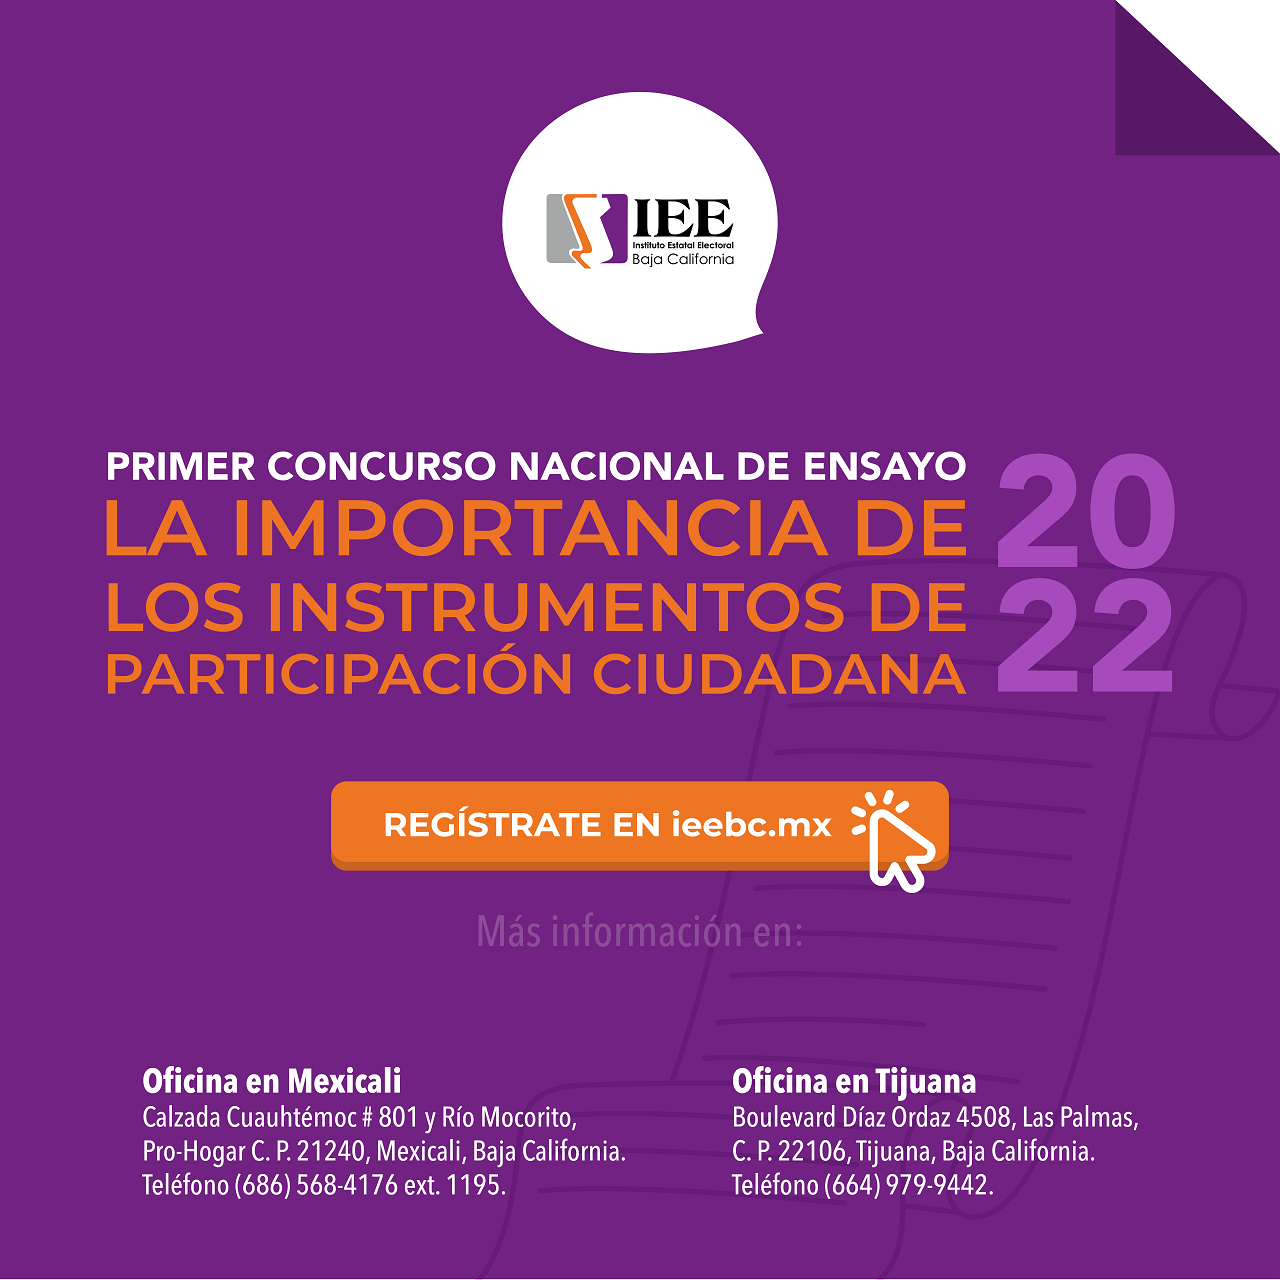 IEE
Instituto Estatal Electoral
Baja California
PRIMER CONCURSO NACIONAL DE ENSAYO
LA IMPORTANCIA DE
LOS INSTRUMENTOS DE
PARTICIPACIÓN CIUDADANA
20
22
REGÍSTRATE EN ieebc.mx
Más información en:
Oficina en Mexicali
Calzada Cuauhtémoc # 801 y Río Mocorito,
Pro-Hogar C. P. 21240, Mexicali, Baja California.
Teléfono (686) 568-4176 ext. 1195.
Oficina en Tijuana
Boulevard Díaz Ordaz 4508, Las Palmas,
C. P. 22106, Tijuana, Baja California.
Teléfono (664) 979-9442.